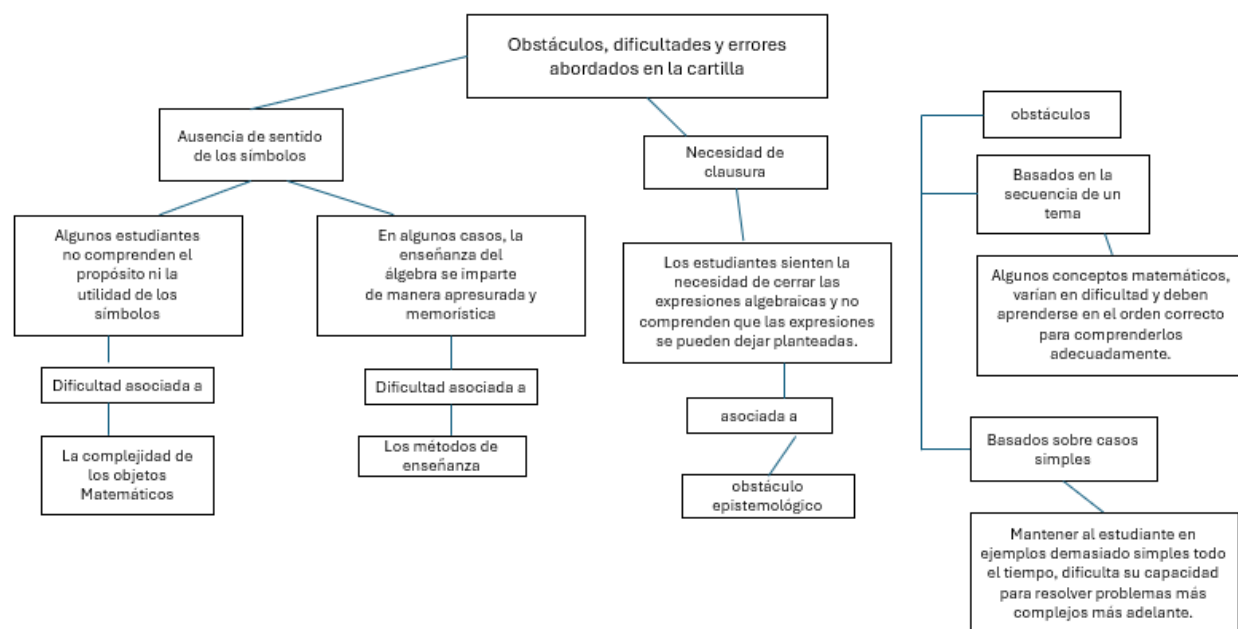 Obstáculos, dificultades y errores
abordados en la cartilla
Ausencia de sentido
de los símbolos
Algunos estudiantes
no comprenden el
propósito ni la
utilidad de los
símbolos
Dificultad asociada a
La complejidad de
los objetos
Matemáticos
En algunos casos, la
enseñanza del
álgebra se imparte
de manera apresurada y
memorística
Dificultad asociada a
Los métodos de
enseñanza
Necesidad de
clausura
Los estudiantes sienten la
necesidad de cerrar las
expresiones algebraicas y no
comprenden que las expresiones
se pueden dejar planteadas.
asociada a
obstáculo
epistemológico
obstáculos
Basados en la
secuencia de un
tema
Algunos conceptos matemáticos,
varían en dificultad y deben
aprenderse en el orden correcto
para comprenderlos
adecuadamente.
Basados sobre casos
simples
Mantener al estudiante en
ejemplos demasiado simples todo
el tiempo, dificulta su capacidad
para resolver problemas más
complejos más adelante.